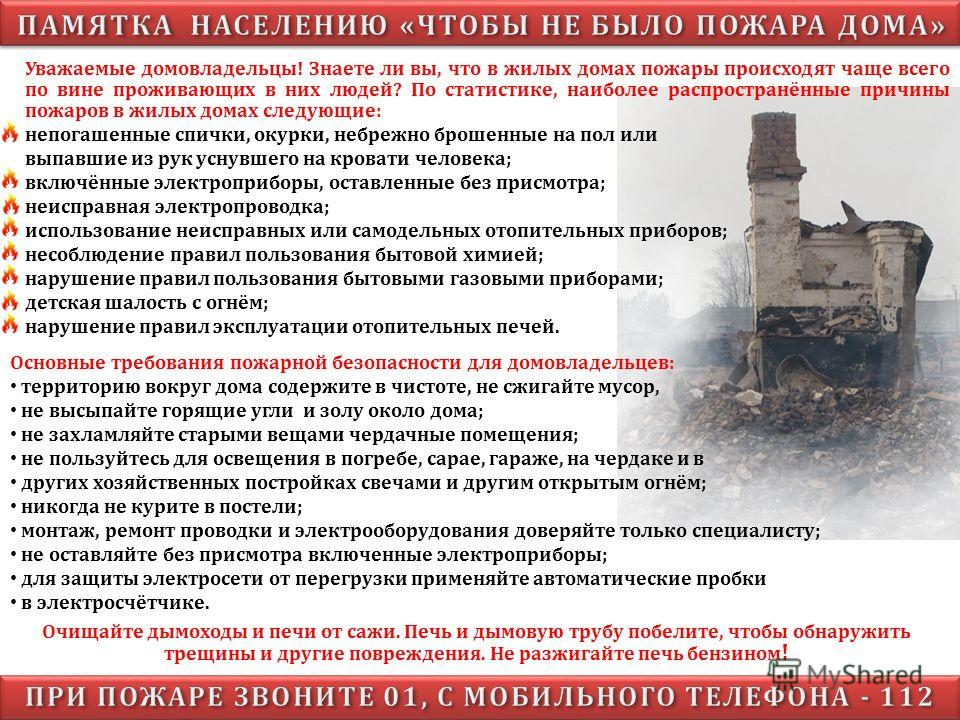 ПАМЯТКА НАСЕЛЕНИЮ «ЧТОБЫ НЕ БЫЛО ПОЖАРА ДОМА»
Уважаемые домовладельцы! Знаете ли вы, что в жилых домах пожары происходят чаще всего
по вине проживающих в них людей? По статистике, наиболее распространённые причины
пожаров в жилых домах следующие:
непогашенные спички, окурки, небрежно брошенные на пол или
выпавшие из рук уснувшего на кровати человека;
включённые электроприборы, оставленные без присмотра;
неисправная электропроводка;
использование неисправных или самодельных отопительных приборов;
несоблюдение правил пользования бытовой химией;
нарушение правил пользования бытовыми газовыми приборами;
детская шалость с огнём;
нарушение правил эксплуатации отопительных печей.
Основные требования пожарной безопасности для домовладельцев:
• территорию вокруг дома содержите в чистоте, не сжигайте мусор,
• не высыпайте горящие угли и золу около дома;
• не захламляйте старыми вещами чердачные помещения;
• не пользуйтесь для освещения в погребе, сарае, гараже, на чердаке и в
• других хозяйственных постройках свечами и другим открытым огнём;
• никогда не курите в постели;
• монтаж, ремонт проводки и электрооборудования доверяйте только специалисту;
• не оставляйте без присмотра включенные электроприборы;
• для защиты электросети от перегрузки применяйте автоматические пробки
• в электросчётчике.
Очищайте дымоходы и печи от сажи. Печь и дымовую трубу побелите, чтобы обнаружить
трещины и другие повреждения. Не разжигайте печь бензином!
MyShared
ПРИ ПОЖАРЕ ЗВОНИТЕ 01, С МОБИЛЬНОГО ТЕЛЕФОНА - 112